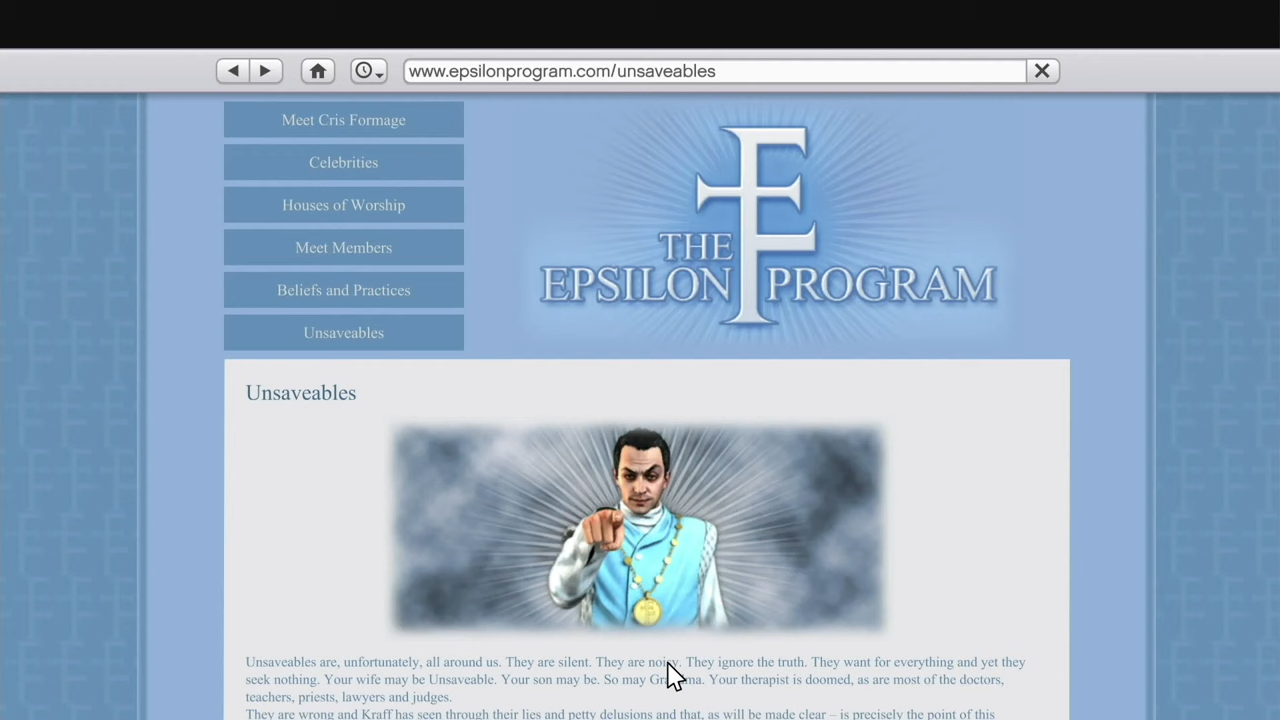 www.epsilonprogram.com/unsaveables
Meet Cris Formage
Celebrities
Houses of Worship
Meet Members
Beliefs and Practices
Unsaveables
THE
EPSILON PROGRAM
Unsaveables
Unsaveables are, unfortunately, all around us. They are silent. They are noisy. They ignore the truth. They want for everything and yet they
seek nothing. Your wife may be Unsaveable. Your son may be. So may Grandma. Your therapist is doomed, as are most of the doctors,
teachers, priests, lawyers and judges.
They are wrong and Kraff has seen through their lies and petty delusions and that, as will be made clear – is precisely the point of this